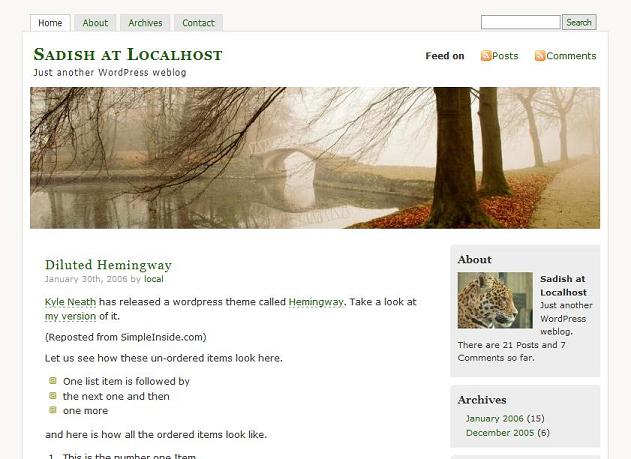 Home About Archives Contact Search
Sadish at Localhost
Just another WordPress weblog
Feed on Posts Comments
Diluted Hemingway
January 30th, 2006 by local
Kyle Neath has released a wordpress theme called Hemingway. Take a look at
my version of it.
(Reposted from SimpleInside.com)
Let us see how these un-ordered items look here.
One list item is followed by
the next one and then
one more
and here is how all the ordered items look like.
1. This is the number one Item
About
Sadish at
Localhost
Just another
WordPress
weblog.
There are 21 Posts and 7
Comments so far.
Archives
January 2006 (15)
December 2005 (6)